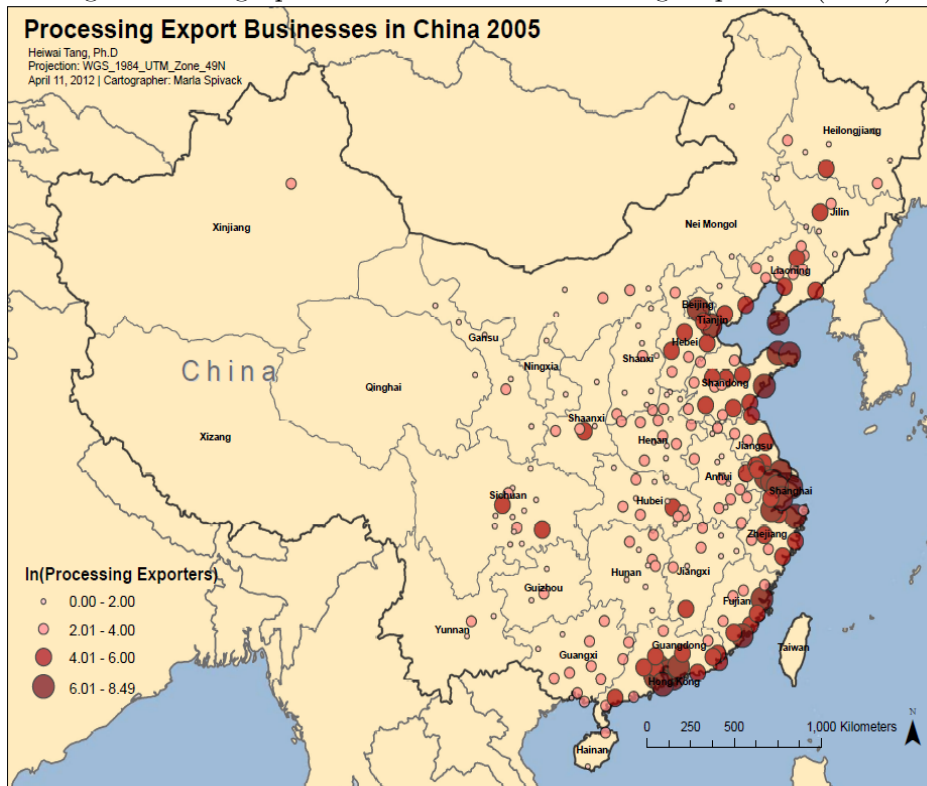 Processing Export Businesses in China 2005
Heiwai Tang, Ph.D
Projection: WGS_1984_UTM_Zone_49N
April 11, 2012 | Cartographer: Marla Spivack
Heilongjiang
Xinjiang
Jilin
Nei Mongol
Liaoning
Beijing
Tianjin
Gansu
Hebei
Shanxi
Ningxia
China
Qinghai
Shandong
Shaanxi
Xizang
Henan
Jiangsu
Anhui
Sichuan
Shanghai
Hubei
Zhejiang
ln(Processing Exporters)
Hunan
Jiangxi
Guizhou
0.00 - 2.00
Fujian
2.01 - 4.00
Yunnan
Guangdong
Taiwan
Guangxi
4.01 - 6.00
Hong Kong
6.01 - 8.49
N
0 250 500 1,000 Kilometers
Hainan